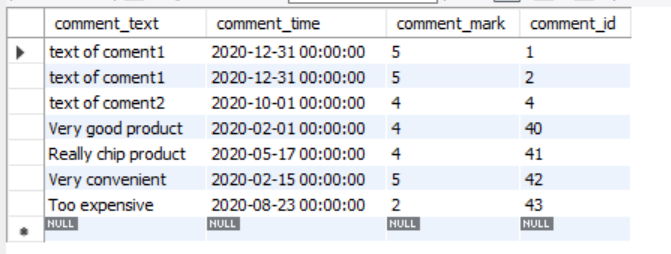 comment_text comment_time comment_mark comment_id
text of coment1 2020-12-31 00:00:00 5 1
text of coment1 2020-12-31 00:00:00 5 2
text of coment2 2020-10-01 00:00:00 4 4
Very good product 2020-02-01 00:00:00 4 40
Really chip product 2020-05-17 00:00:00 4 41
Very convenient 2020-02-15 00:00:00 5 42
Too expensive 2020-08-23 00:00:00 2 43
NULL NULL NULL NULL